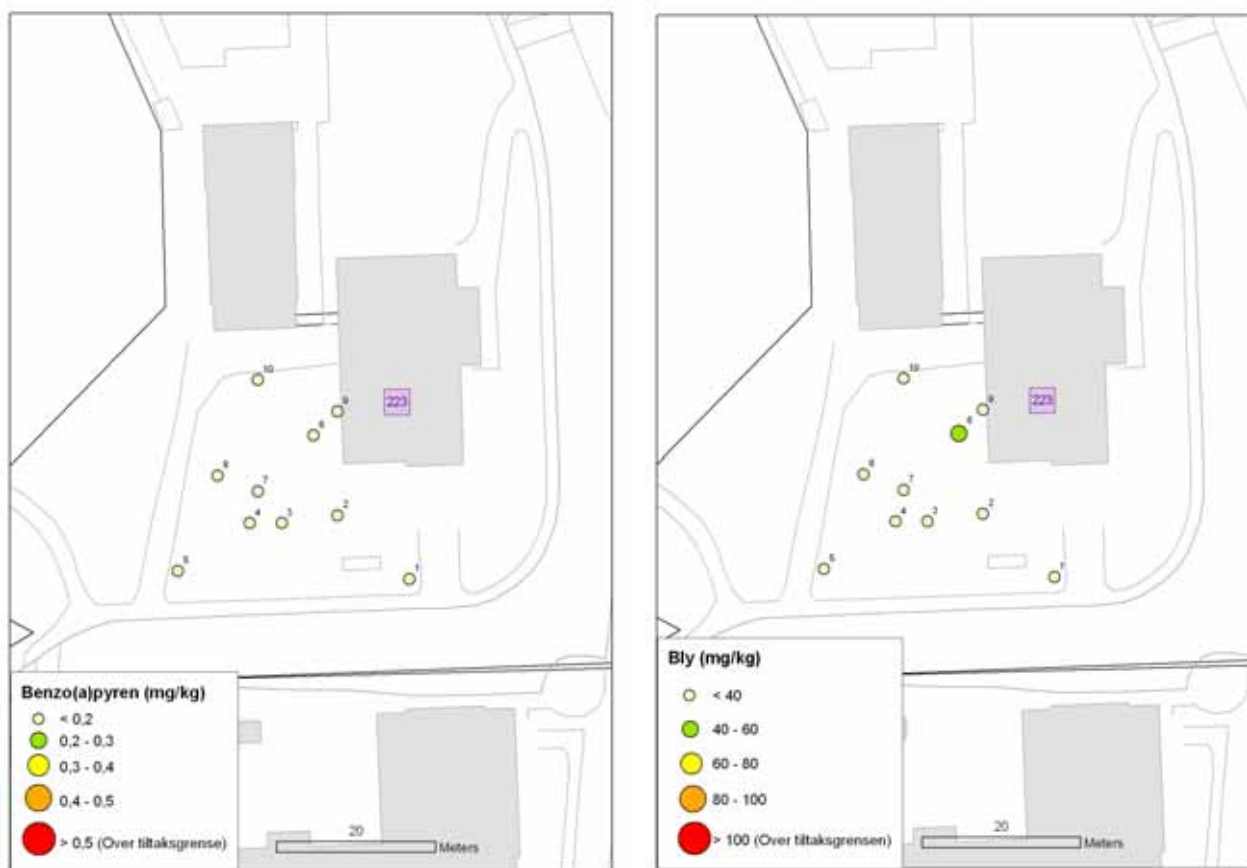 10
9
223
6
8
7
2
4
3
5
1
Benzo(a)pyren (mg/kg)
< 0,2
0,2 - 0,3
0,3 - 0,4
0,4 - 0,5
> 0.5 (Over tiltaksgrense)
20
Meters
10
9
223
6
8
7
2
4
3
5
1
Bly (mg/kg)
< 40
40 - 60
60 - 80
80 - 100
> 100 (Over tiltaksgrensen)
20
Meters